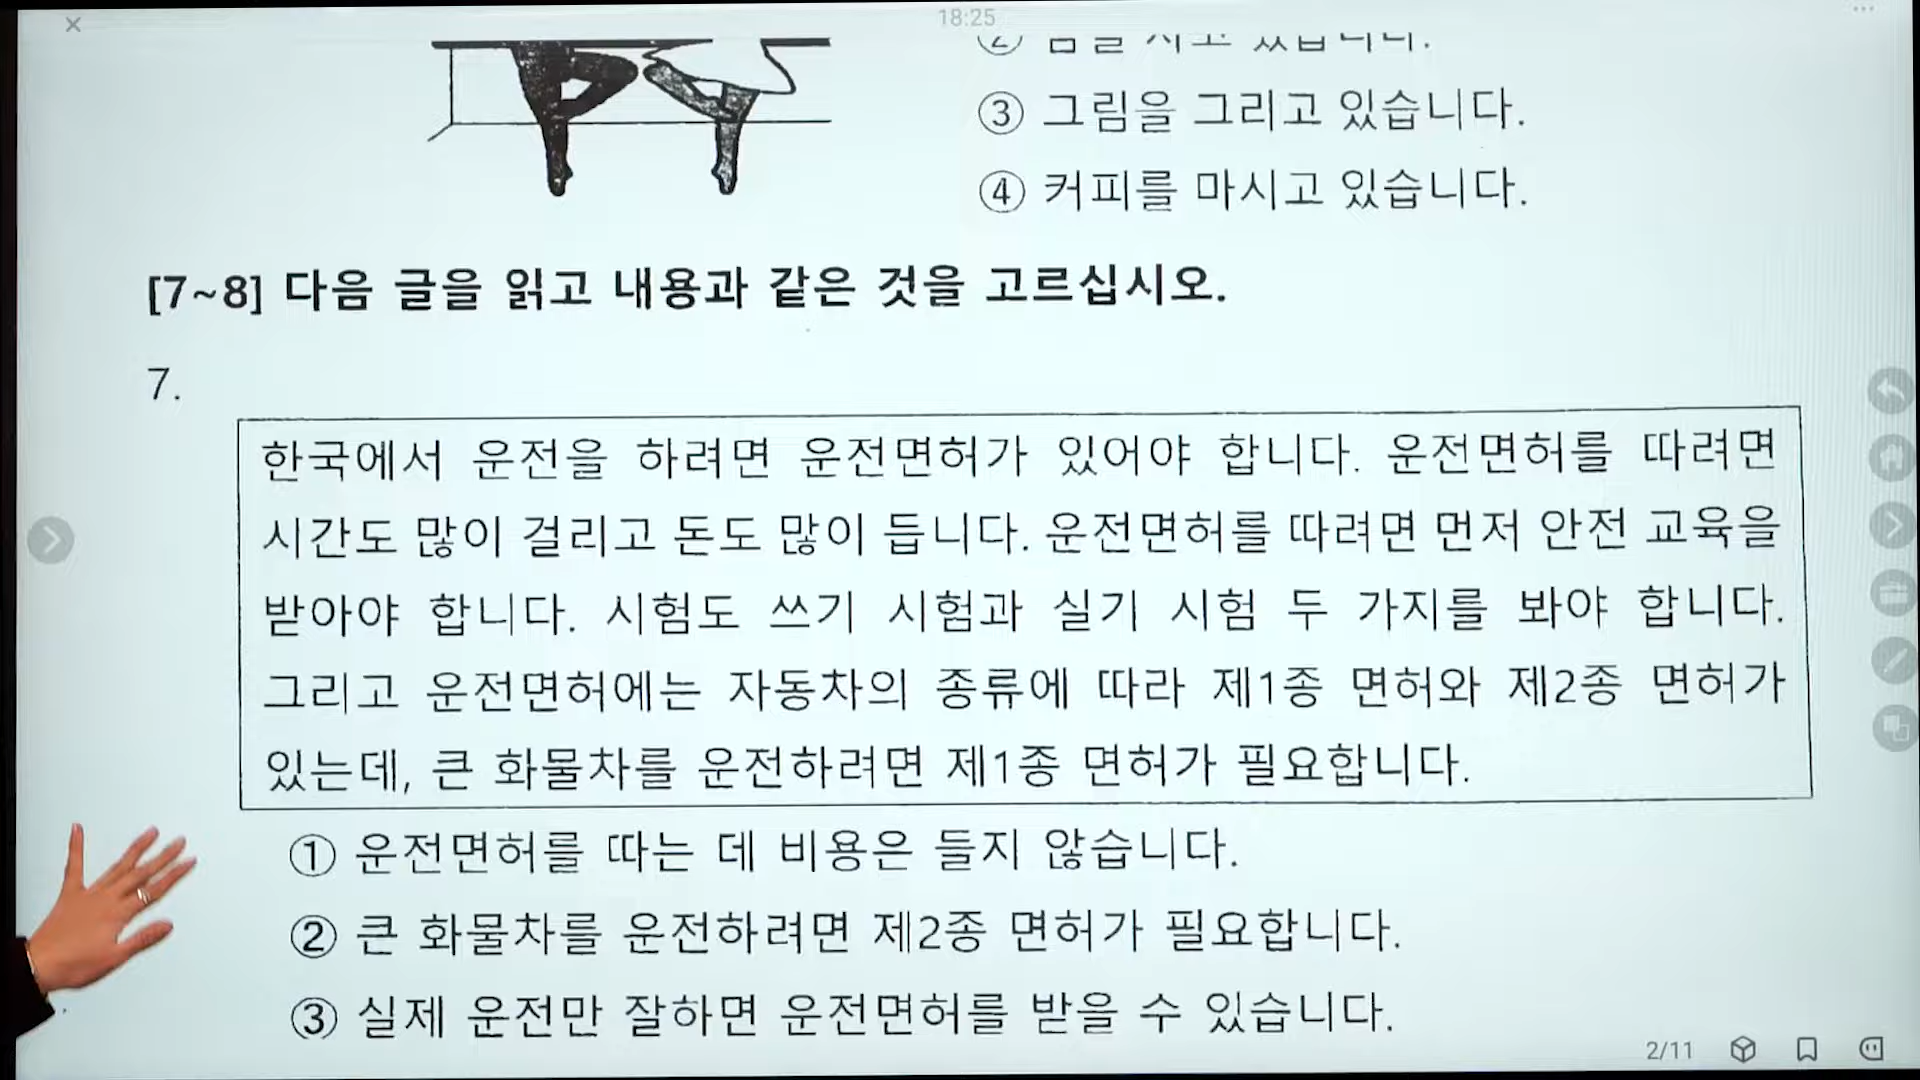 18:25
③ 그림을 그리고 있습니다.
④ 커피를 마시고 있습니다.
[7~8] 다음 글을 읽고 내용과 같은 것을 고르십시오.
7.
한국에서 운전을 하려면 운전면허가 있어야 합니다. 운전면허를 따려면
시간도 많이 걸리고 돈도 많이 듭니다. 운전면허를 따려면 먼저 안전 교육을
받아야 합니다. 시험도 쓰기 시험과 실기 시험 두 가지를 봐야 합니다.
그리고 운전면허에는 자동차의 종류에 따라 제1종 면허와 제2종 면허가
있는데, 큰 화물차를 운전하려면 제1종 면허가 필요합니다.
① 운전면허를 따는 데 비용은 들지 않습니다.
② 큰 화물차를 운전하려면 제2종 면허가 필요합니다.
③ 실제 운전만 잘하면 운전면허를 받을 수 있습니다.
2/11